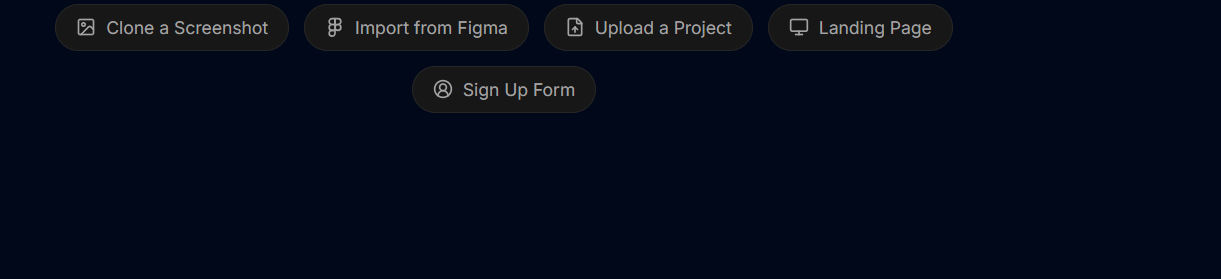 Clone a Screenshot Import from Figma Upload a Project Landing Page
Sign Up Form